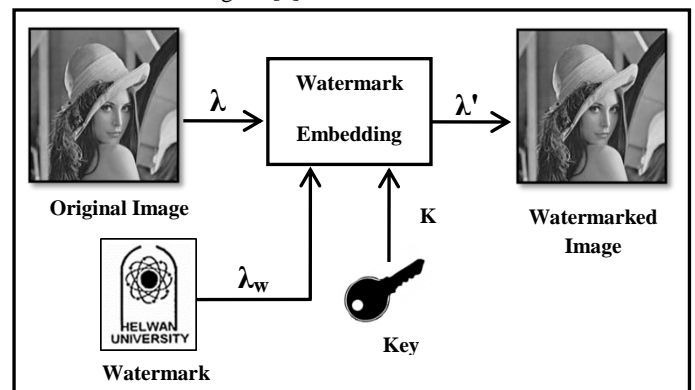 Watermark
Embedding
λ
λ'
Original Image
K
Watermarked
Image
λw
HELWAN
UNIVERSITY
Key
Watermark